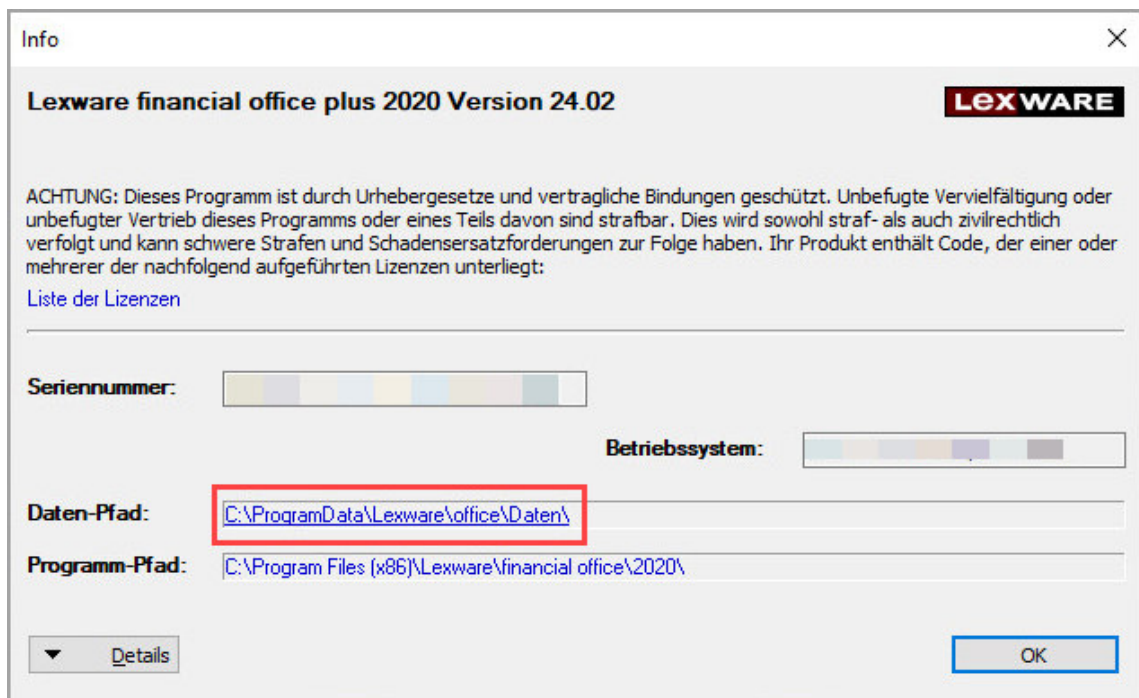 Info
Lexware financial office plus 2020 Version 24.02
LEXWARE
ACHTUNG: Dieses Programm ist durch Urhebergesetze und vertragliche Bindungen geschützt. Unbefugte Vervielfältigung oder
unbefugter Vertrieb dieses Programms oder eines Teils davon sind strafbar. Dies wird sowohl straf- als auch zivilrechtlich
verfolgt und kann schwere Strafen und Schadensersatzforderungen zur Folge haben. Ihr Produkt enthält Code, der einer oder
mehrerer der nachfolgend aufgeführten Lizenzen unterliegt:
Liste der Lizenzen
Seriennummer:
Betriebssystem:
Daten-Pfad: C:\ProgramData\Lexware\office\Daten\
Programm-Pfad: C:\Program Files (x86)\Lexware\financial office\2020\
Details
OK